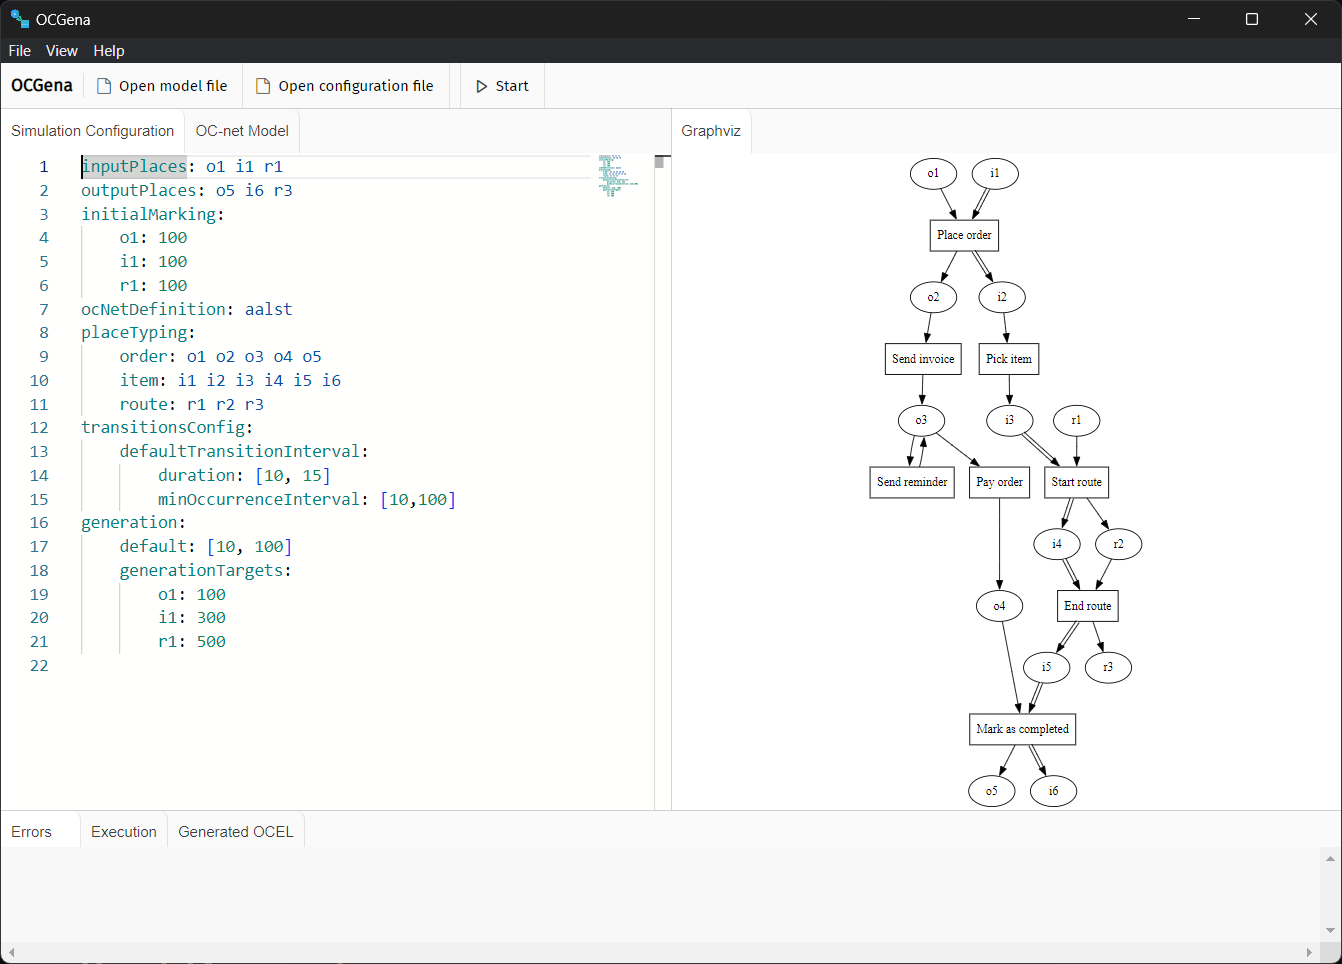 OCGena
File View Help
OCGena Open model file Open configuration file Start
Simulation Configuration OC-net Model
1 inputPlaces: o1 i1 r1
2 outputPlaces: o5 i6 r3
3 initialMarking:
4 o1: 100
5 i1: 100
6 r1: 100
7 ocNetDefinition: aalst
8 placeTyping:
9 order: o1 o2 o3 o4 o5
10 item: i1 i2 i3 i4 i5 i6
11 route: r1 r2 r3
12 transitionsConfig:
13 defaultTransitionInterval:
14 duration: [10, 15]
15 minOccurrenceInterval: [10,100]
16 generation:
17 default: [10, 100]
18 generationTargets:
19 o1: 100
20 i1: 300
21 r1: 500
22
Graphviz
o1 i1
Place order
o2 i2
Send invoice Pick item
o3 i3 r1
Send reminder Pay order Start route
i4 r2
o4 End route
i5 r3
Mark as completed
o5 i6
Errors Execution Generated OCEL